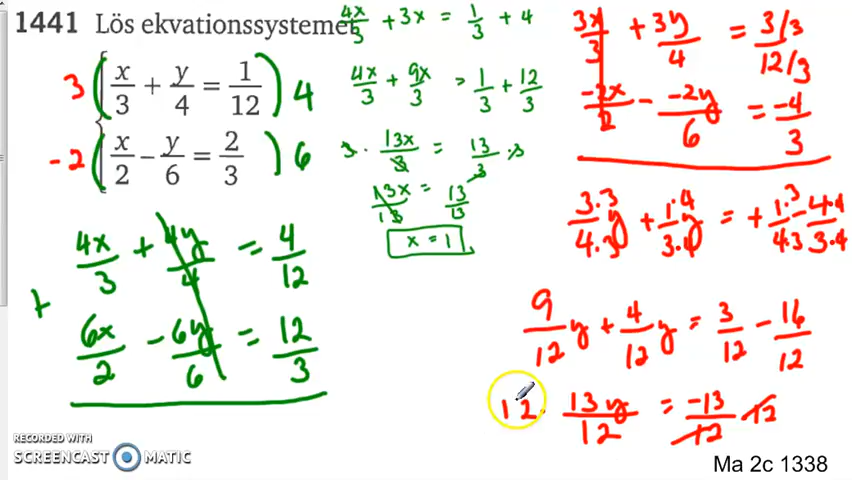 1441 Lös ekvationssystemet
3 ( x/3 + y/4 = 1/12 ) 4
-2 ( x/2 − y/6 = 2/3 ) 6
4x/3 + 4y/4 = 4/12
+
6x/2 − 6y/6 = 12/3
4x/3 + 3x = 1/3 + 4
4x/3 + 9x/3 = 1/3 + 12/3
3 · 13x/3 = 13/3 · 3
13x/13 = 13/13
x = 1
3x/3 + 3y/4 = 3/3 / 12/3
-2x/2 − -2y/6 = -4/3
3·3/4·3 y + 1·4/3·4 y = + 1·3/4·3 − 4·4/3·4
9/12 y + 4/12 y = 3/12 − 16/12
12 · 13y/12 = -13/12 · 12
RECORDED WITH
SCREENCAST MATIC
Ma 2c 1338